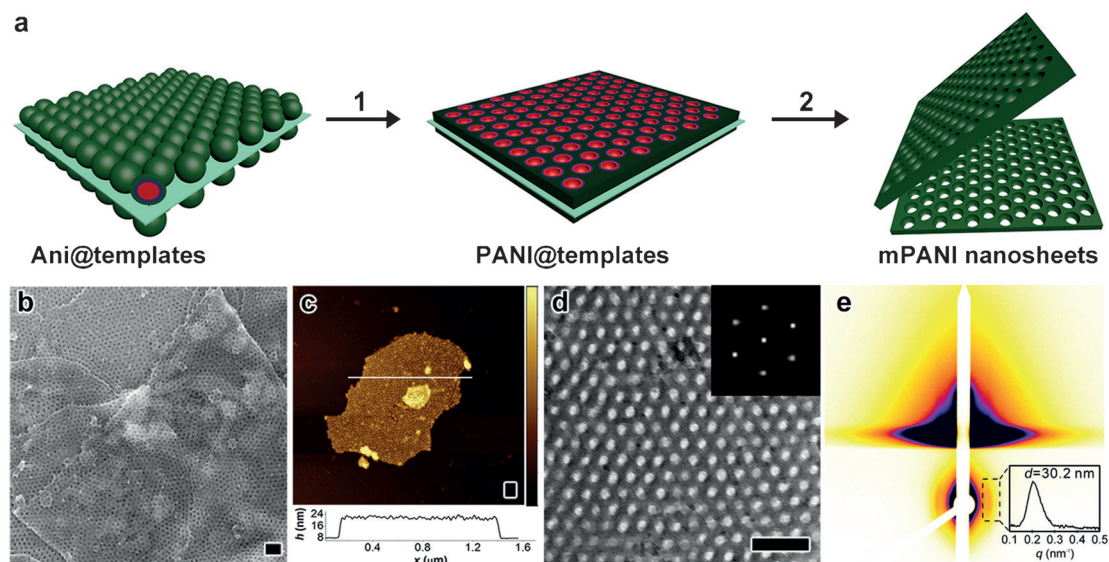 a
1
2
Ani@templates
PANI@templates
mPANI nanosheets
b
c
h (nm)
24
16
8
0.4
0.8
1.2
1.6
x (μm)
d
e
d=30.2 nm
0.1 0.2 0.3 0.4 0.5
q (nm⁻¹)